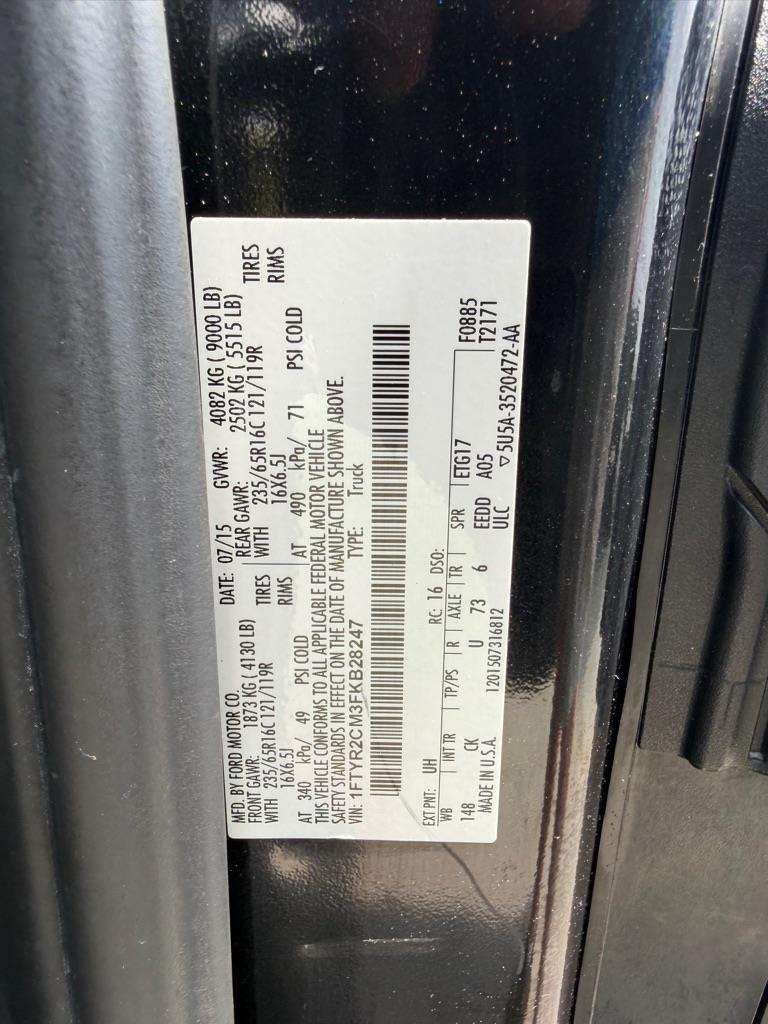 MFD. BY FORD MOTOR CO.
DATE: 07/15 GVWR: 4082 KG ( 9000 LB)
FRONT GAWR: 1873 KG ( 4130 LB)
REAR GAWR: 2502 KG ( 5515 LB)
WITH 235/65R16C 121/119R TIRES
WITH 235/65R16C 121/119R TIRES
16X6.5J RIMS
16X6.5J RIMS
AT 340 kPa/ 49 PSI COLD
AT 490 kPa/ 71 PSI COLD
THIS VEHICLE CONFORMS TO ALL APPLICABLE FEDERAL MOTOR VEHICLE
SAFETY STANDARDS IN EFFECT ON THE DATE OF MANUFACTURE SHOWN ABOVE.
VIN: 1FTYR2CM3FKB28247 TYPE: Truck
EXT PNT: UH RC: 16 DSO: F0885
WB INT TR TP/PS R AXLE TR SPR ETG17 T2171
148 CK U 73 6 EEDD A05
MADE IN U.S.A. 1201507316812 ULC ▽5U5A-3520472-AA